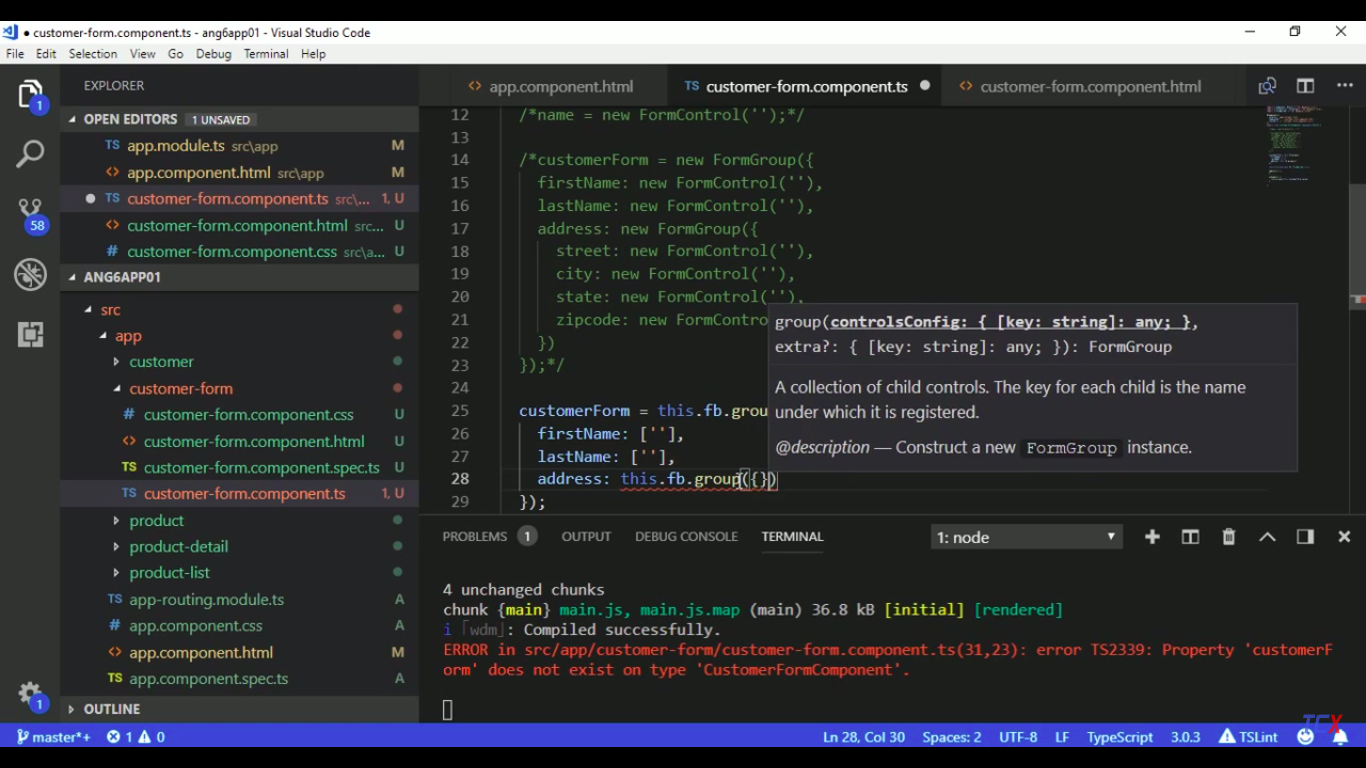 ● customer-form.component.ts - ang6app01 - Visual Studio Code
File Edit Selection View Go Debug Terminal Help
EXPLORER
<> app.component.html
TS customer-form.component.ts ●
<> customer-form.component.html
1
OPEN EDITORS 1 UNSAVED
TS app.module.ts src\app M
<> app.component.html src\app M
● TS customer-form.component.ts src\... 1, U
<> customer-form.component.html src... U
# customer-form.component.css src\a... U
58
ANG6APP01
src
app
customer
customer-form
# customer-form.component.css U
<> customer-form.component.html U
TS customer-form.component.spec.ts U
TS customer-form.component.ts 1, U
product
product-detail
product-list
TS app-routing.module.ts A
# app.component.css A
<> app.component.html M
TS app.component.spec.ts A
1
OUTLINE
12 /*name = new FormControl('');*/
13
14 /*customerForm = new FormGroup({
15 firstName: new FormControl(''),
16 lastName: new FormControl(''),
17 address: new FormGroup({
18 street: new FormControl(''),
19 city: new FormControl(''),
20 state: new FormControl(''),
21 zipcode: new FormContro
22 })
23 });*/
24
25 customerForm = this.fb.grou
26 firstName: [''],
27 lastName: [''],
28 address: this.fb.group({})
29 });
group(controlsConfig: { [key: string]: any; },
extra?: { [key: string]: any; }): FormGroup
A collection of child controls. The key for each child is the name
under which it is registered.
@description — Construct a new FormGroup instance.
PROBLEMS 1 OUTPUT DEBUG CONSOLE TERMINAL 1: node
4 unchanged chunks
chunk {main} main.js, main.js.map (main) 36.8 kB [initial] [rendered]
i ｢wdm｣: Compiled successfully.
ERROR in src/app/customer-form/customer-form.component.ts(31,23): error TS2339: Property 'customerF
orm' does not exist on type 'CustomerFormComponent'.
master*+ 1 0 Ln 28, Col 30 Spaces: 2 UTF-8 LF TypeScript 3.0.3 TSLint